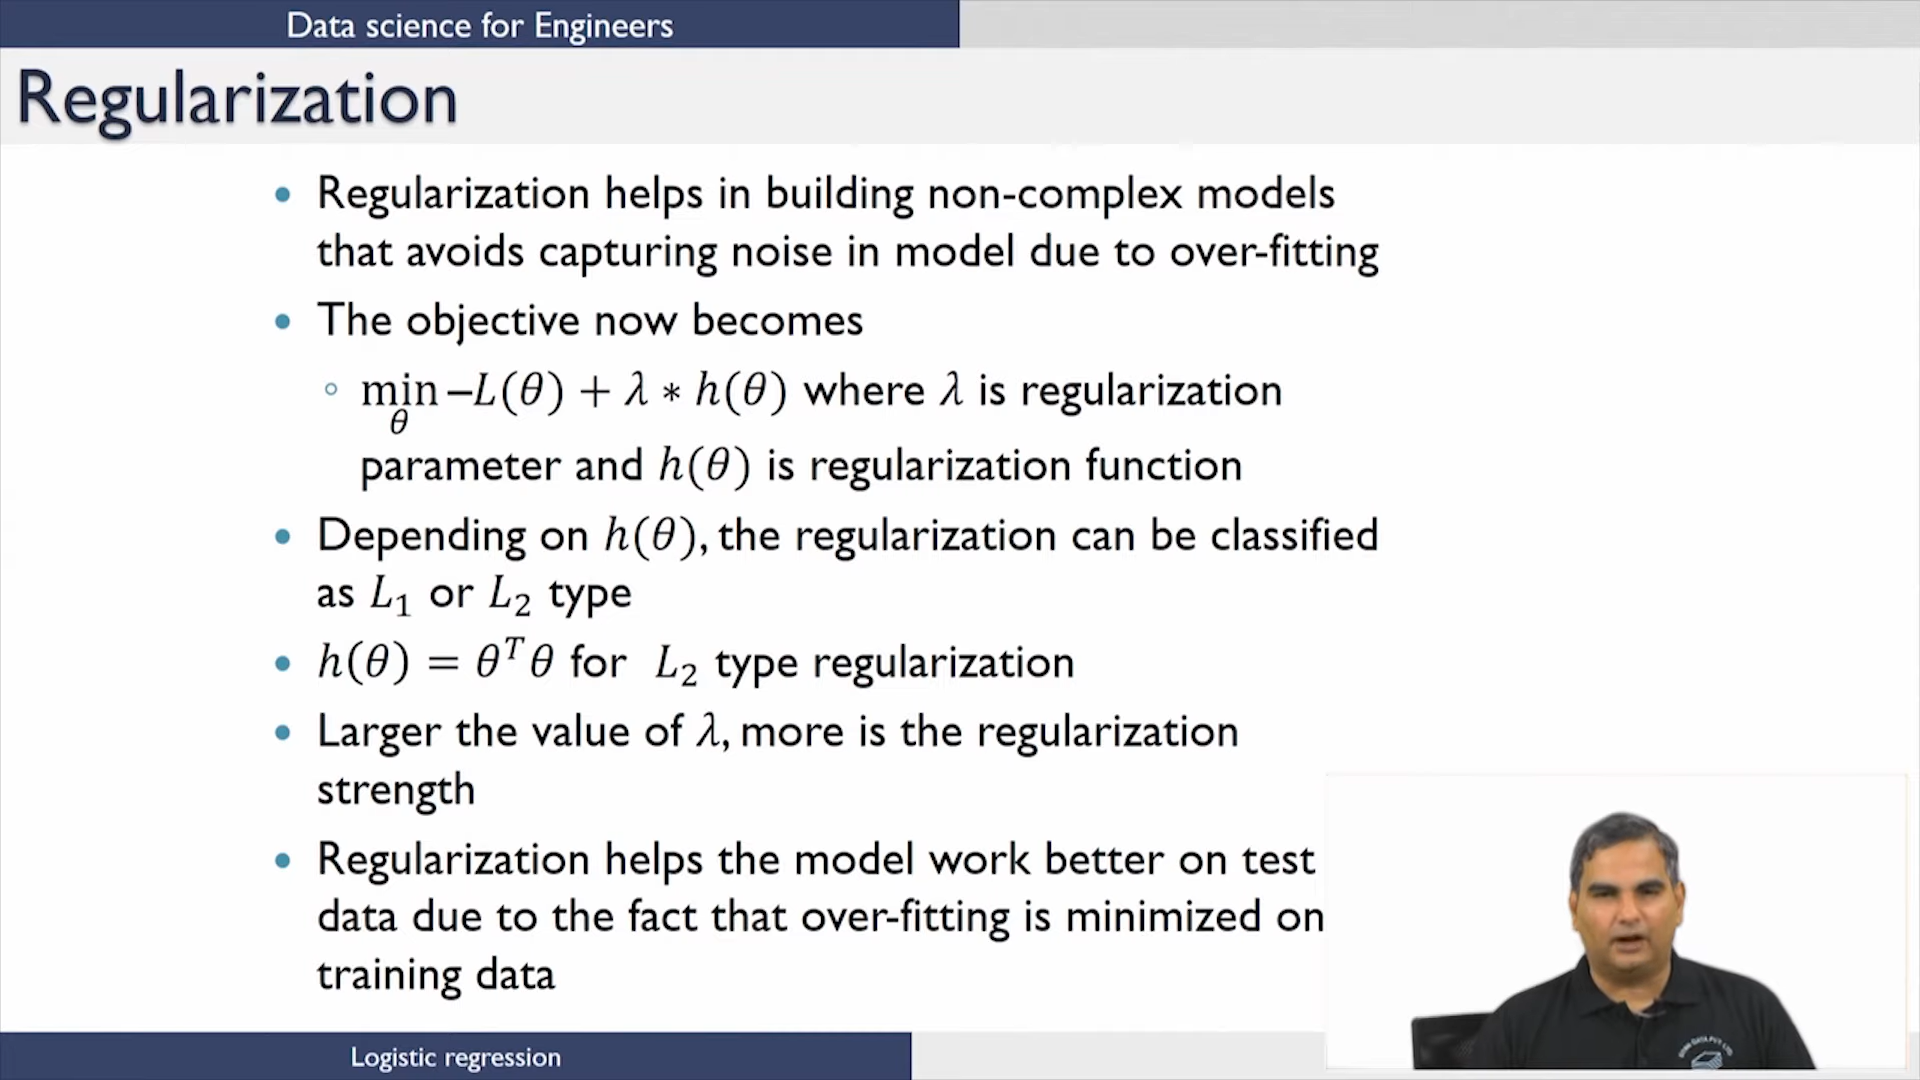 Data science for Engineers
Regularization
• Regularization helps in building non-complex models
that avoids capturing noise in model due to over-fitting
• The objective now becomes
◦ min −L(θ) + λ ∗ h(θ) where λ is regularization
θ
parameter and h(θ) is regularization function
• Depending on h(θ), the regularization can be classified
as L₁ or L₂ type
• h(θ) = θᵀθ for L₂ type regularization
• Larger the value of λ, more is the regularization
strength
• Regularization helps the model work better on test
data due to the fact that over-fitting is minimized on
training data
Logistic regression